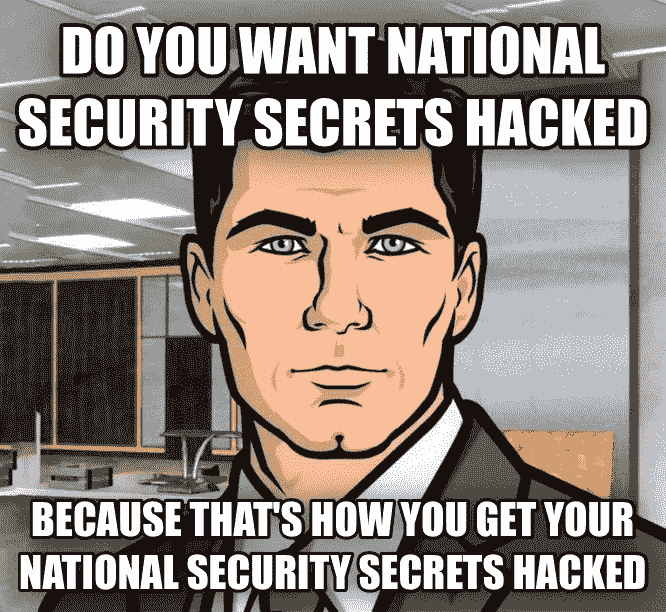 DO YOU WANT NATIONAL
SECURITY SECRETS HACKED
BECAUSE THAT'S HOW YOU GET YOUR
NATIONAL SECURITY SECRETS HACKED